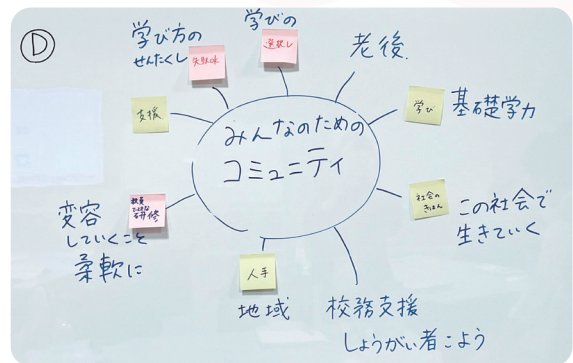 D
学び方の
せんたくし
失敗ok
学びの
選択し
老後.
支援
学び
基礎学力
みんなのための
コミュニティ
教員
研修
変容
していくこと
柔軟に
社会の
きほん
この社会で
生きていく
人手
地域
校務支援
しょうがい者こよう